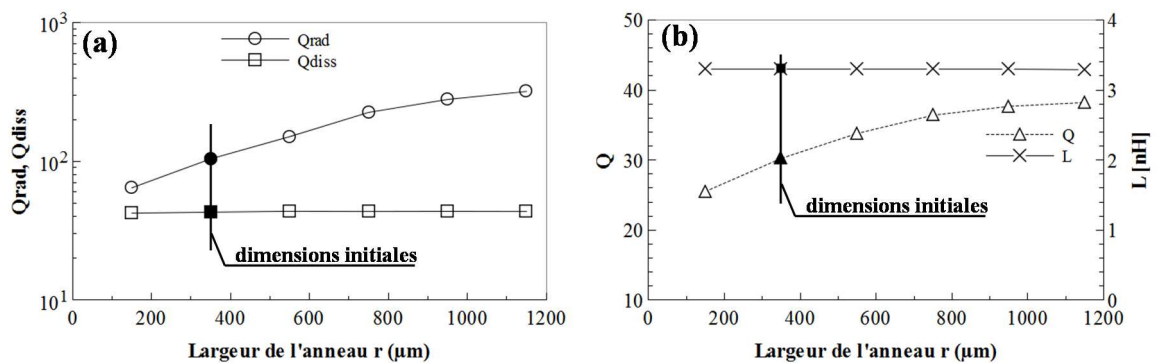 (a)
Qrad
Qdiss
10³
10²
10¹
Qrad, Qdiss
dimensions initiales
0 200 400 600 800 1000 1200
Largeur de l'anneau r (µm)
(b)
50
40
30
20
10
Q
Q
L
4
3
2
1
0
L [nH]
dimensions initiales
0 200 400 600 800 1000 1200
Largeur de l'anneau r (µm)